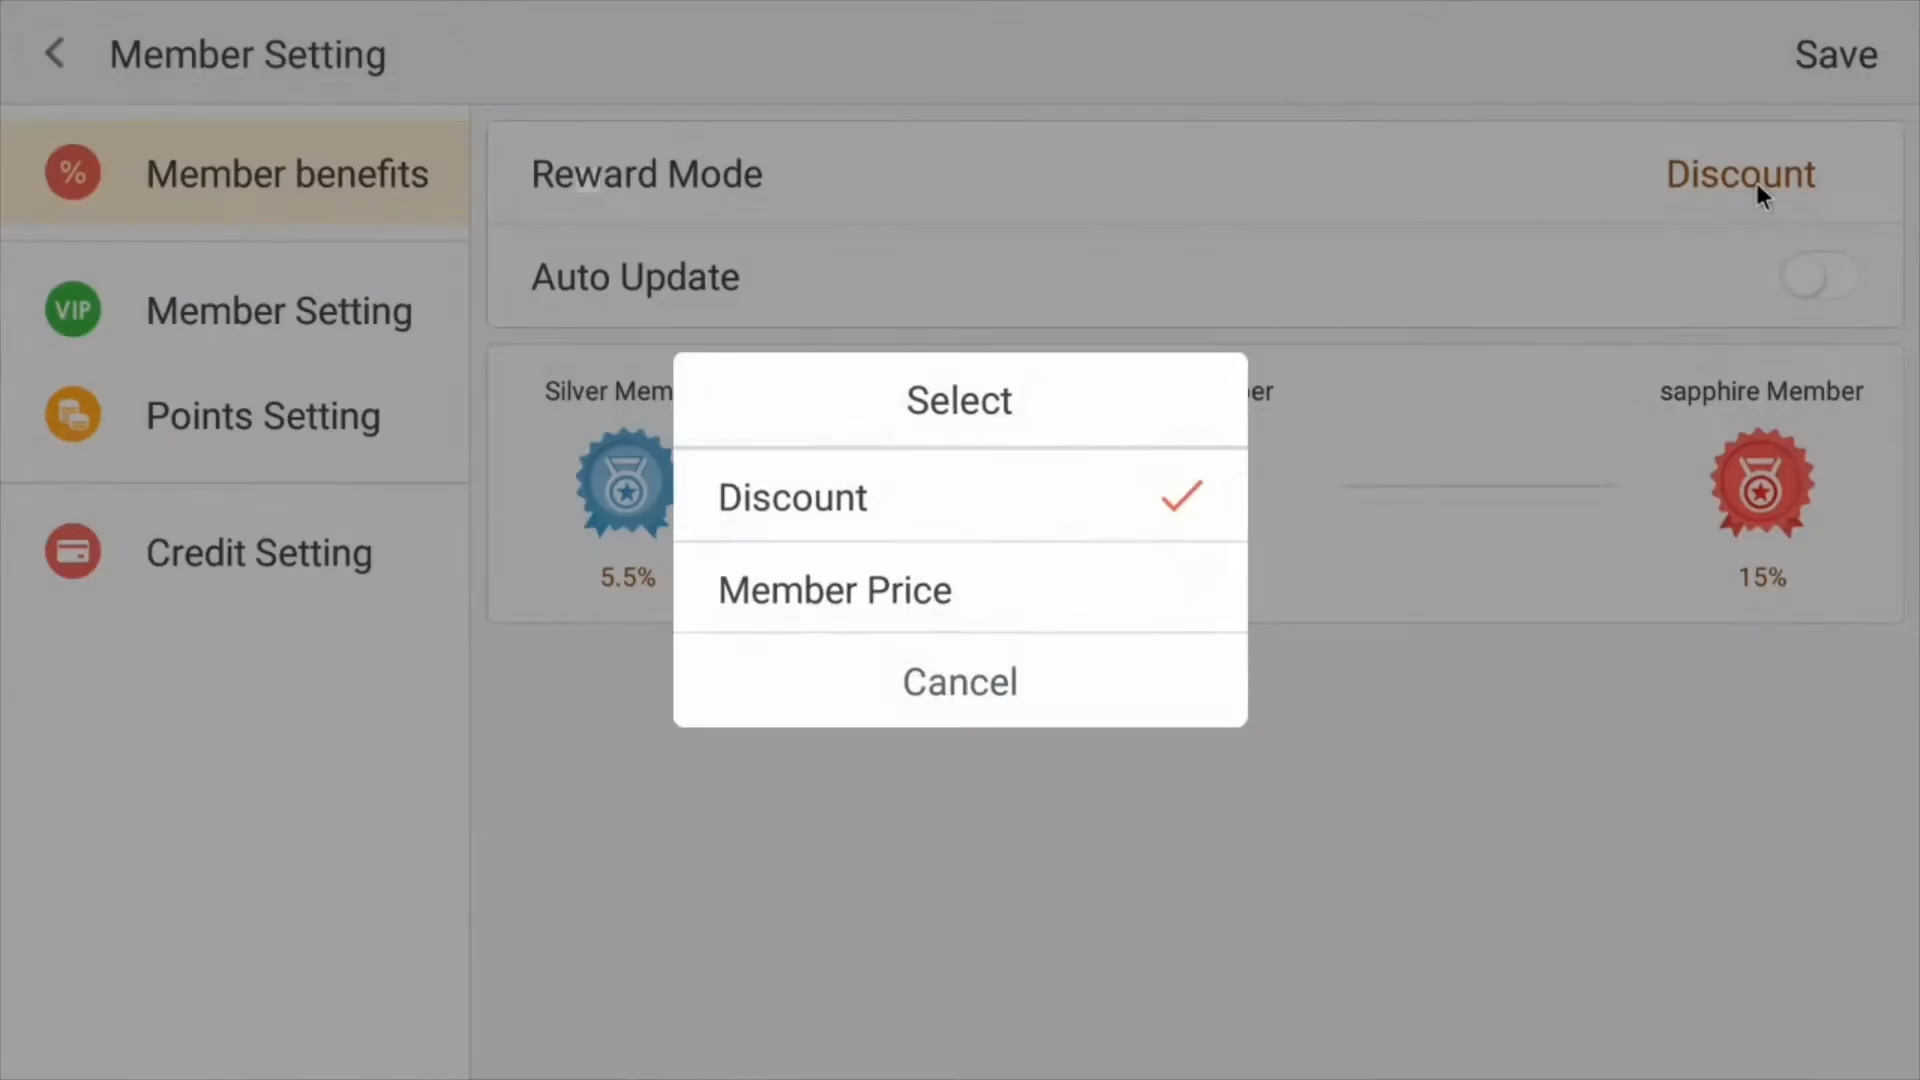 Member Setting
Save
% Member benefits
Reward Mode
Discount
VIP Member Setting
Auto Update
Points Setting
Silver Mem
er
sapphire Member
Select
Discount
Credit Setting
5.5%
15%
Member Price
Cancel